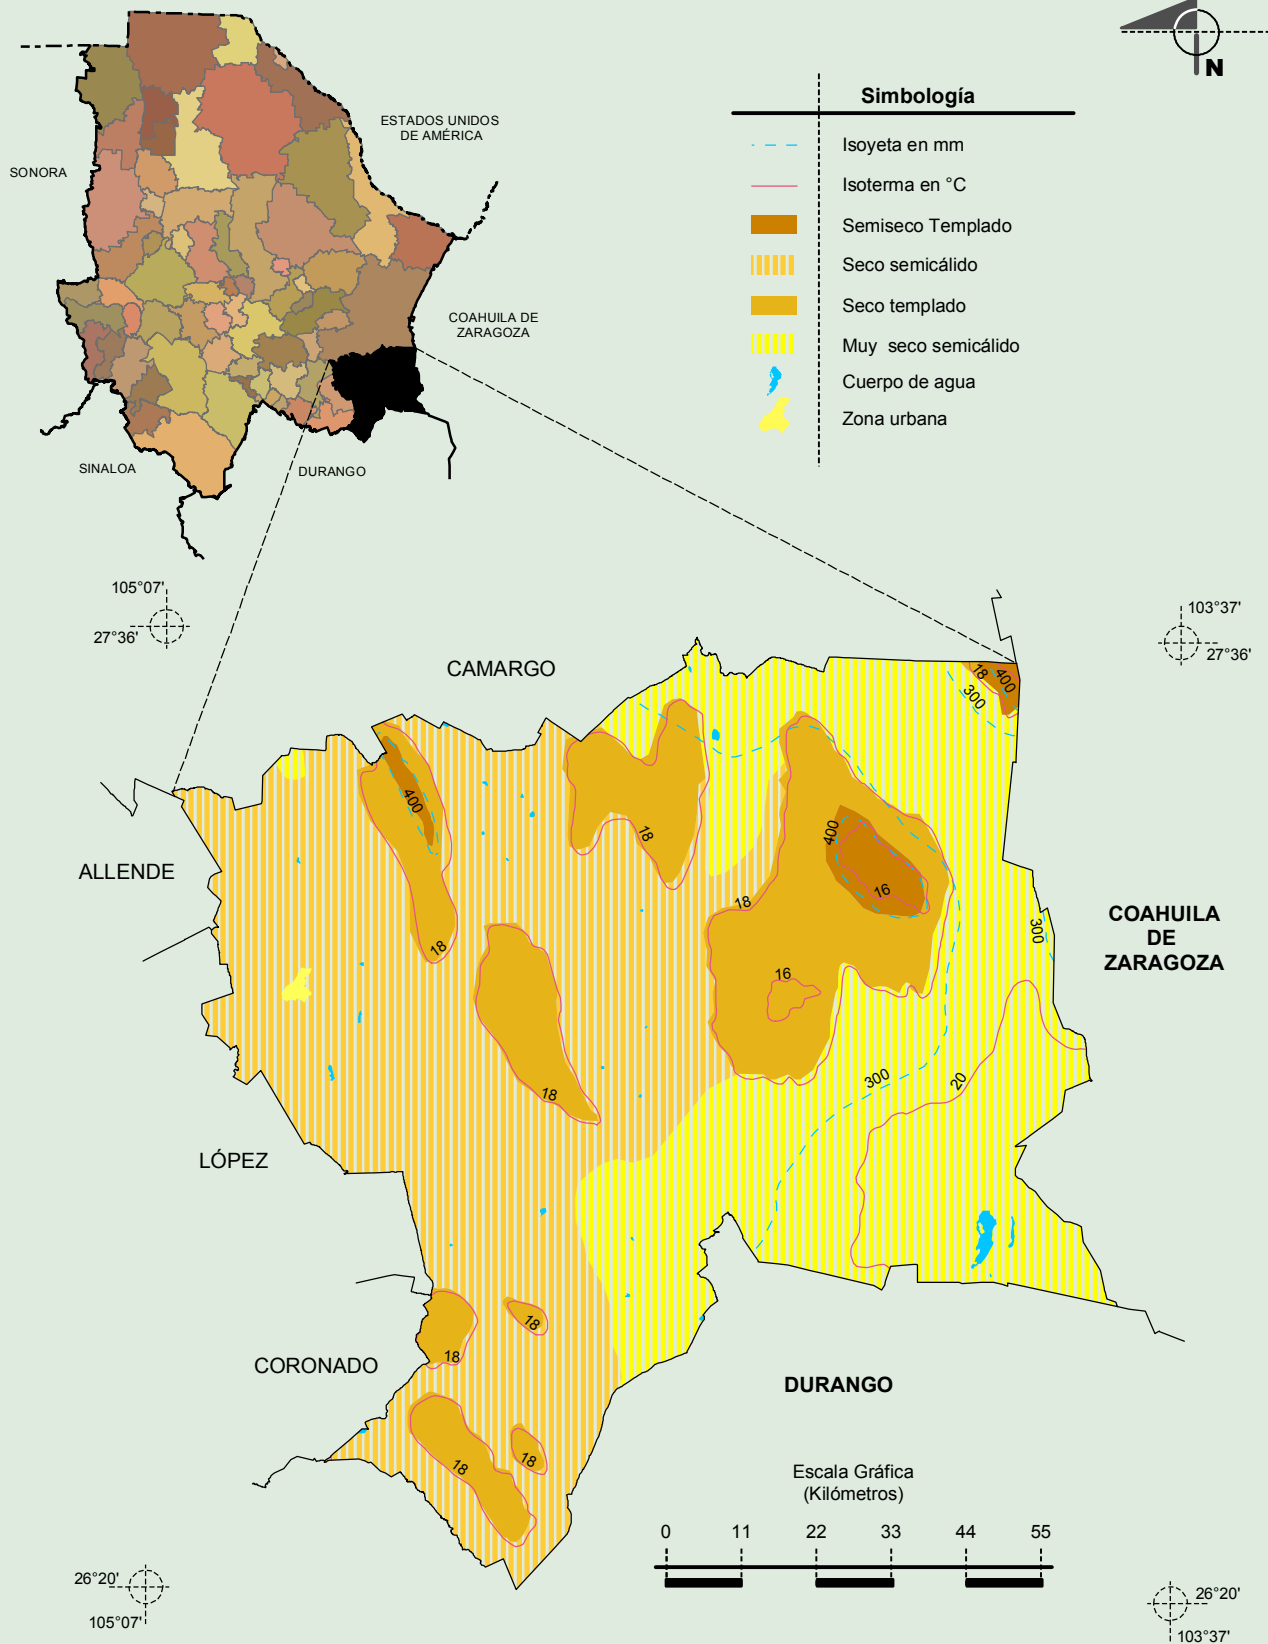 N
Simbología
Isoyeta en mm
Isoterma en °C
Semiseco Templado
Seco semicálido
Seco templado
Muy seco semicálido
Cuerpo de agua
Zona urbana
ESTADOS UNIDOS
DE AMÉRICA
SONORA
COAHUILA DE
ZARAGOZA
SINALOA
DURANGO
105°07'
27°36'
103°37'
27°36'
CAMARGO
ALLENDE
LÓPEZ
CORONADO
COAHUILA
DE
ZARAGOZA
DURANGO
18
400
300
400
18
18
18
400
16
16
300
18
300
20
18
18
18
18
Escala Gráfica
(Kilómetros)
0 11 22 33 44 55
26°20'
105°07'
26°20'
103°37'